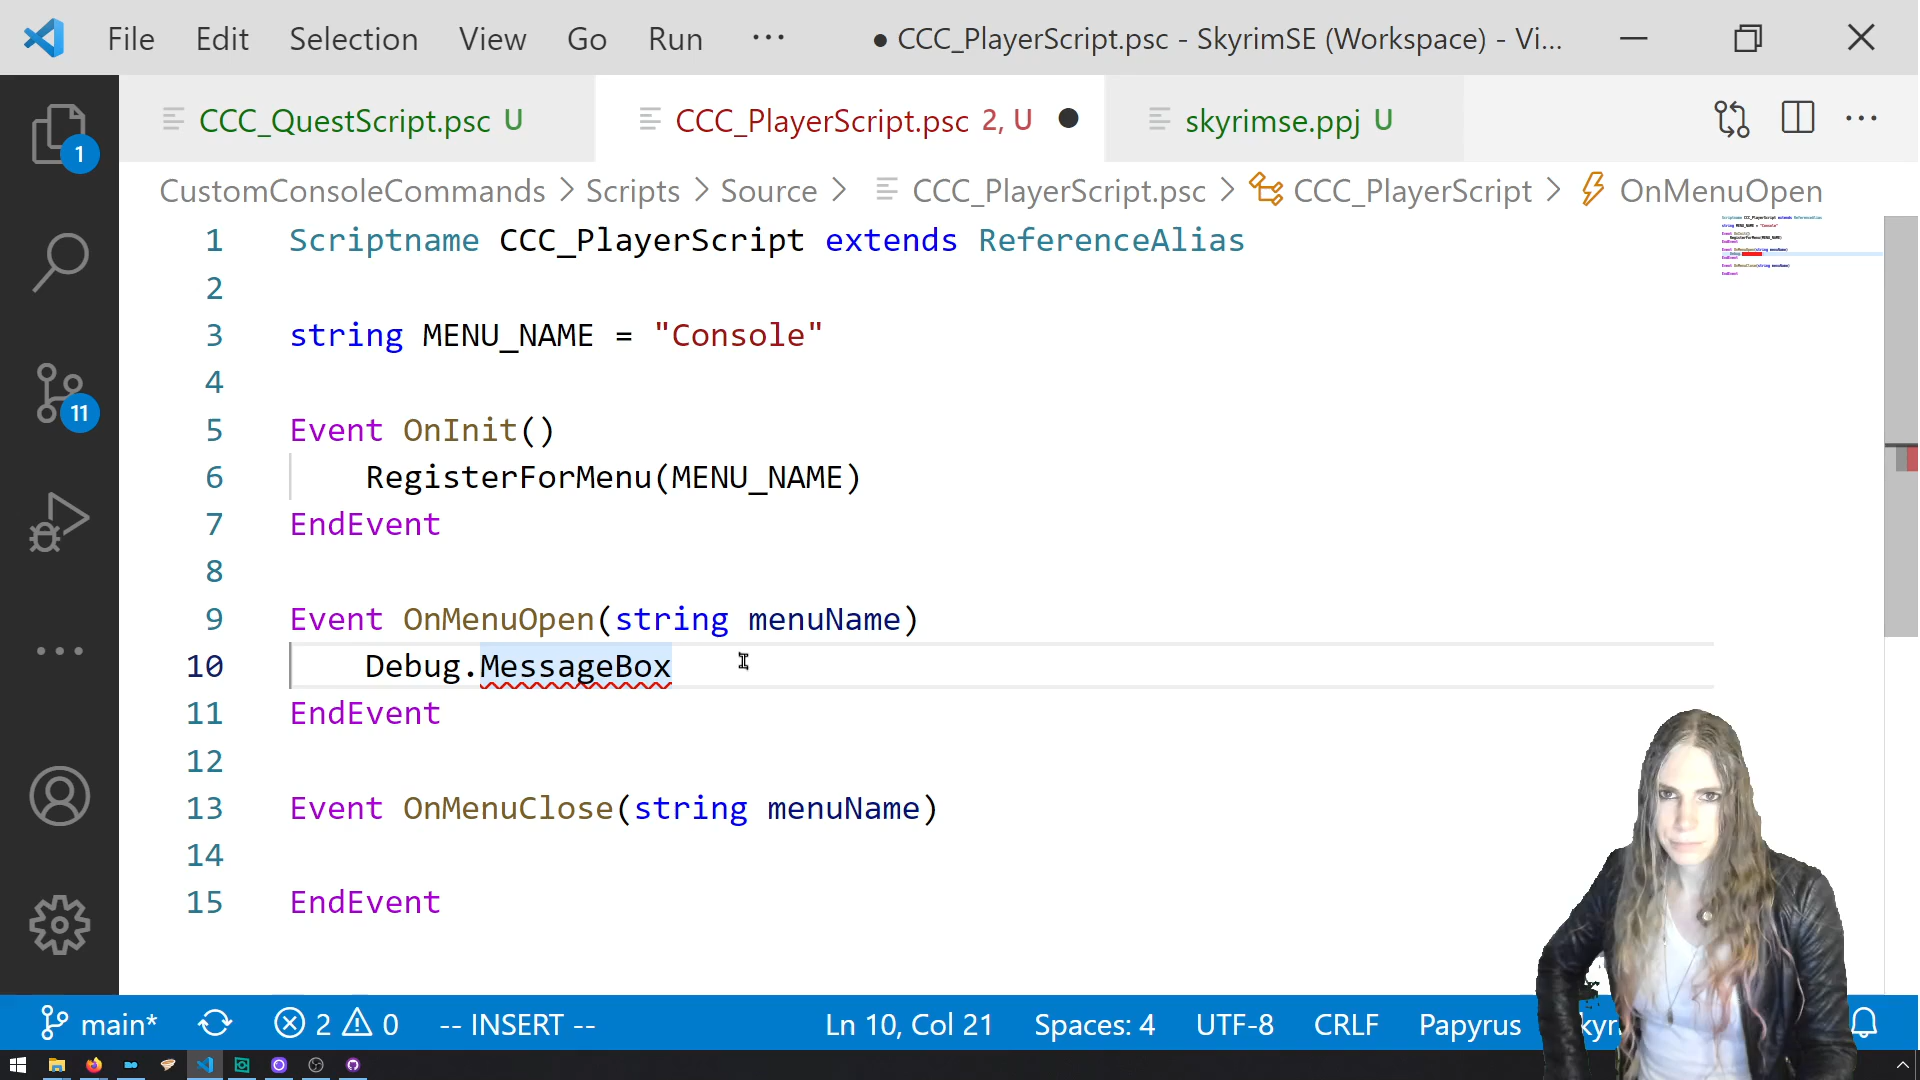 File Edit Selection View Go Run ··· ● CCC_PlayerScript.psc - SkyrimSE (Workspace) - Vi...
CCC_QuestScript.psc U CCC_PlayerScript.psc 2, U skyrimse.ppj U
CustomConsoleCommands > Scripts > Source > CCC_PlayerScript.psc > CCC_PlayerScript > OnMenuOpen
1 Scriptname CCC_PlayerScript extends ReferenceAlias
2
3 string MENU_NAME = "Console"
4
5 Event OnInit()
6 RegisterForMenu(MENU_NAME)
7 EndEvent
8
9 Event OnMenuOpen(string menuName)
10 Debug.MessageBox
11 EndEvent
12
13 Event OnMenuClose(string menuName)
14
15 EndEvent
1
11
main* 2 0 -- INSERT -- Ln 10, Col 21 Spaces: 4 UTF-8 CRLF Papyrus